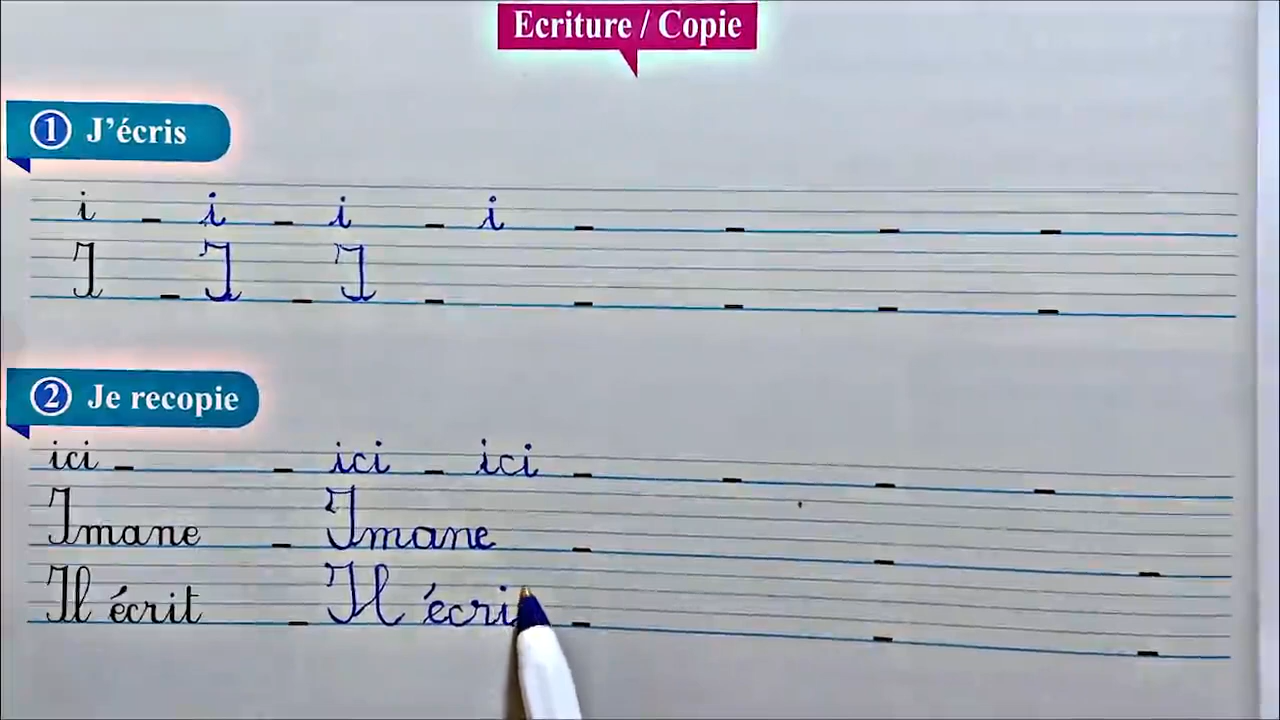 Ecriture / Copie
1 J'écris
i - i - i - i - - - -
I - I - I - - - - -
2 Je recopie
ici - - ici - ici - - - -
Imane - Imane - - -
Il écrit - Il écri - - -